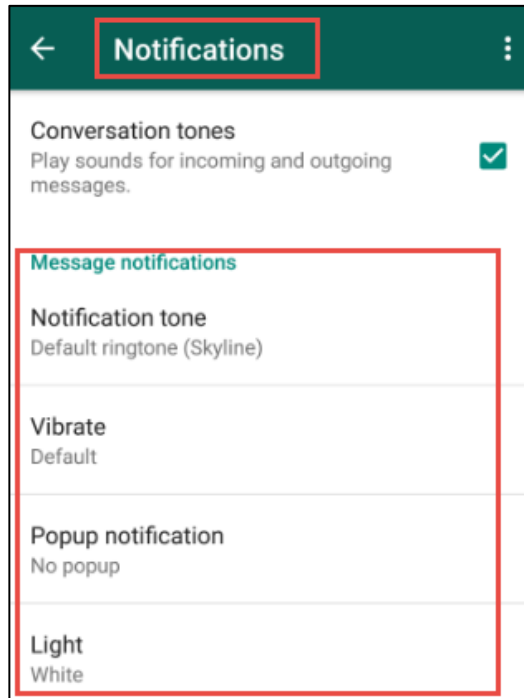 Notifications
Conversation tones
Play sounds for incoming and outgoing
messages.
Message notifications
Notification tone
Default ringtone (Skyline)
Vibrate
Default
Popup notification
No popup
Light
White